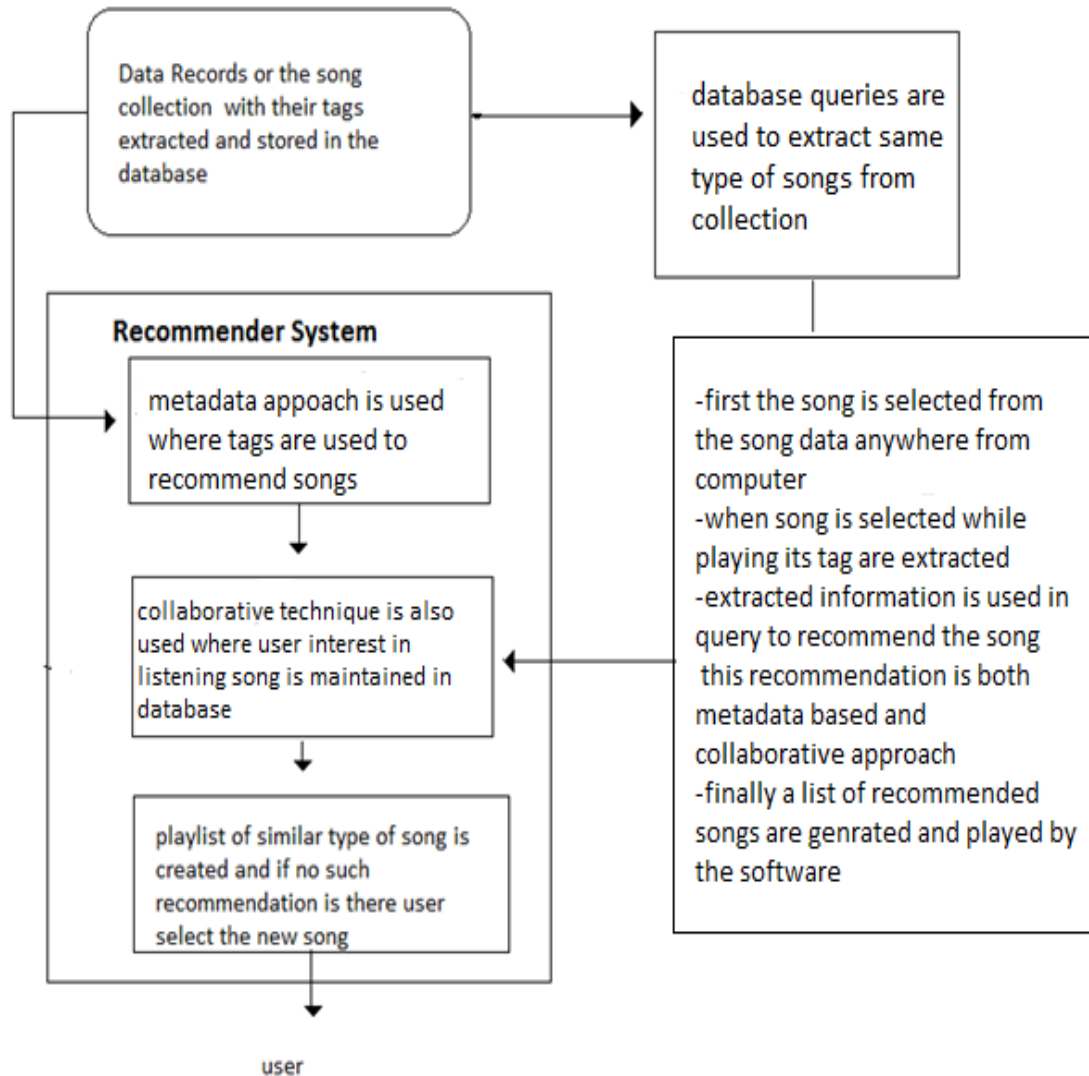 Data Records or the song
collection with their tags
extracted and stored in the
database
database queries are
used to extract same
type of songs from
collection
Recommender System
metadata appoach is used
where tags are used to
recommend songs
collaborative technique is also
used where user interest in
listening song is maintained in
database
playlist of similar type of song is
created and if no such
recommendation is there user
select the new song
user
-first the song is selected from
the song data anywhere from
computer
-when song is selected while
playing its tag are extracted
-extracted information is used in
query to recommend the song
this recommendation is both
metadata based and
collaborative approach
-finally a list of recommended
songs are genrated and played by
the software